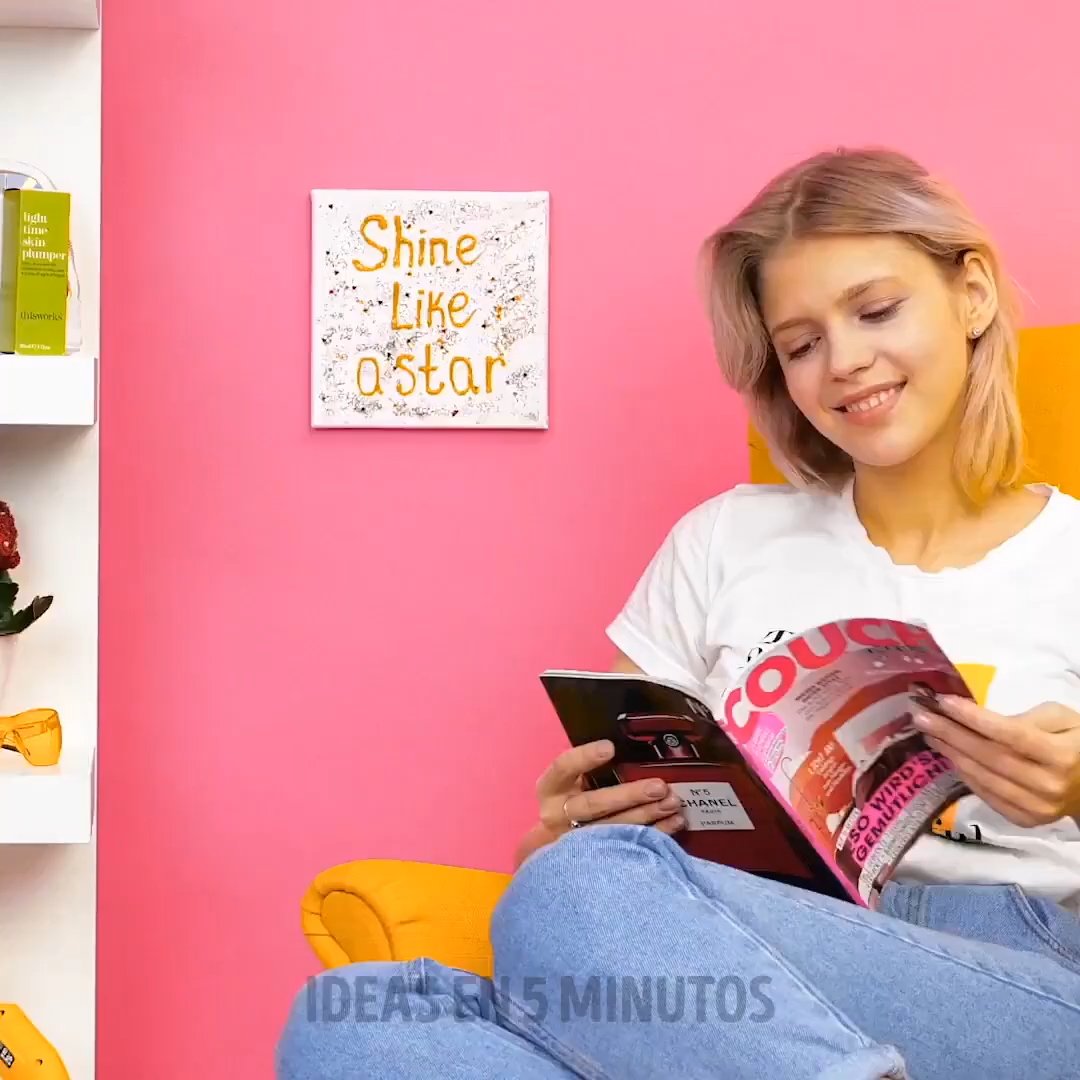 light
time
skin
plumper
thisworks
Shine
Like
a star
COUCH
N°5
CHANEL
PARIS
PARFUM
SO WIRD'S
GEMÜTLICH!
IDEAS EN 5 MINUTOS